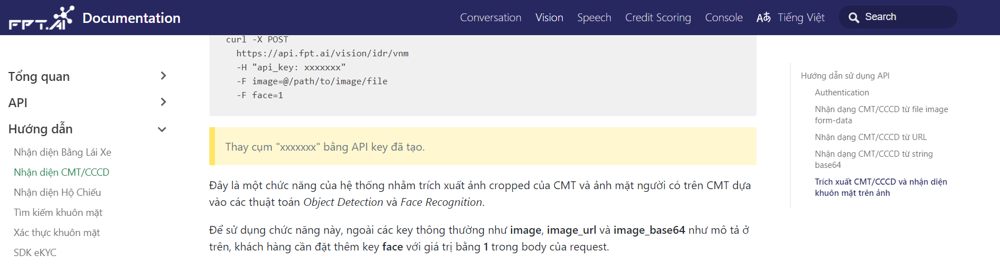 FPT.AI Documentation
Conversation Vision Speech Credit Scoring Console Aあ Tiếng Việt Search
Tổng quan
API
Hướng dẫn
Nhận diện Bằng Lái Xe
Nhận diện CMT/CCCD
Nhận diện Hộ Chiếu
Tìm kiếm khuôn mặt
Xác thực khuôn mặt
SDK eKYC
curl -X POST
https://api.fpt.ai/vision/idr/vnm
-H "api_key: xxxxxxx"
-F image=@/path/to/image/file
-F face=1
Thay cụm "xxxxxxx" bằng API key đã tạo.
Đây là một chức năng của hệ thống nhằm trích xuất ảnh cropped của CMT và ảnh mặt người có trên CMT dựa
vào các thuật toán Object Detection và Face Recognition.
Để sử dụng chức năng này, ngoài các key thông thường như image, image_url và image_base64 như mô tả ở
trên, khách hàng cần đặt thêm key face với giá trị bằng 1 trong body của request.
Hướng dẫn sử dụng API
Authentication
Nhận dạng CMT/CCCD từ file image
form-data
Nhận dạng CMT/CCCD từ URL
Nhận dạng CMT/CCCD từ string
base64
Trích xuất CMT/CCCD và nhận diện
khuôn mặt trên ảnh